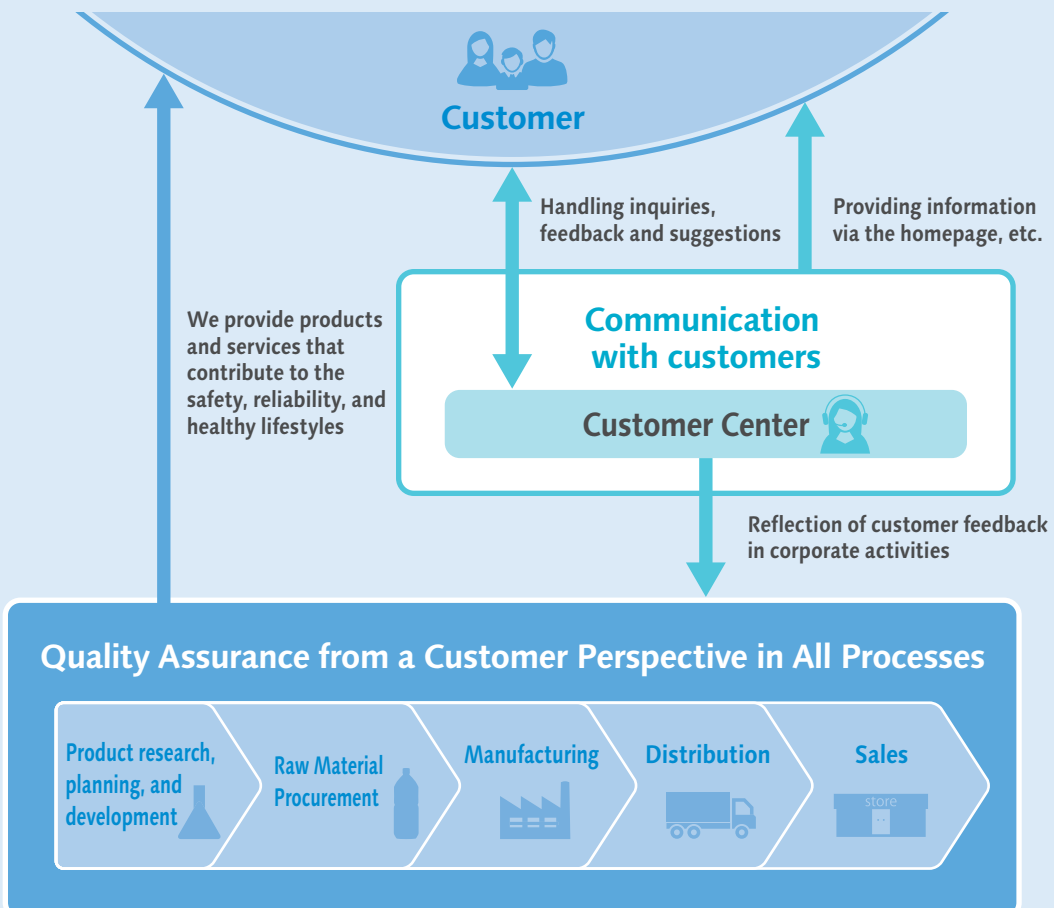 Customer
Handling inquiries,
feedback and suggestions
Providing information
via the homepage, etc.
We provide products
and services that
contribute to the
safety, reliability, and
healthy lifestyles
Communication
with customers
Customer Center
Reflection of customer feedback
in corporate activities
Quality Assurance from a Customer Perspective in All Processes
Product research,
planning, and
development
Raw Material
Procurement
Manufacturing
Distribution
Sales
store